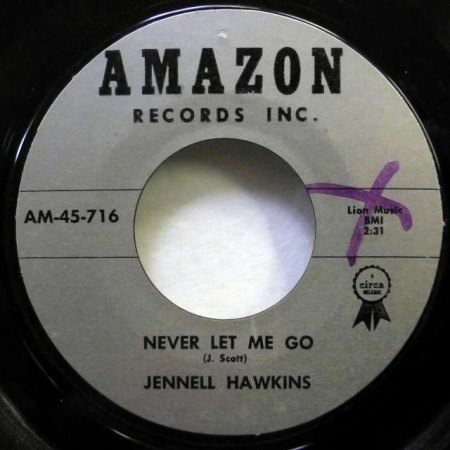 AMAZON
RECORDS INC.
AM-45-716
Lion Music
BMI
2:31
a
circa
RELEASE
NEVER LET ME GO
(J. Scott)
JENNELL HAWKINS